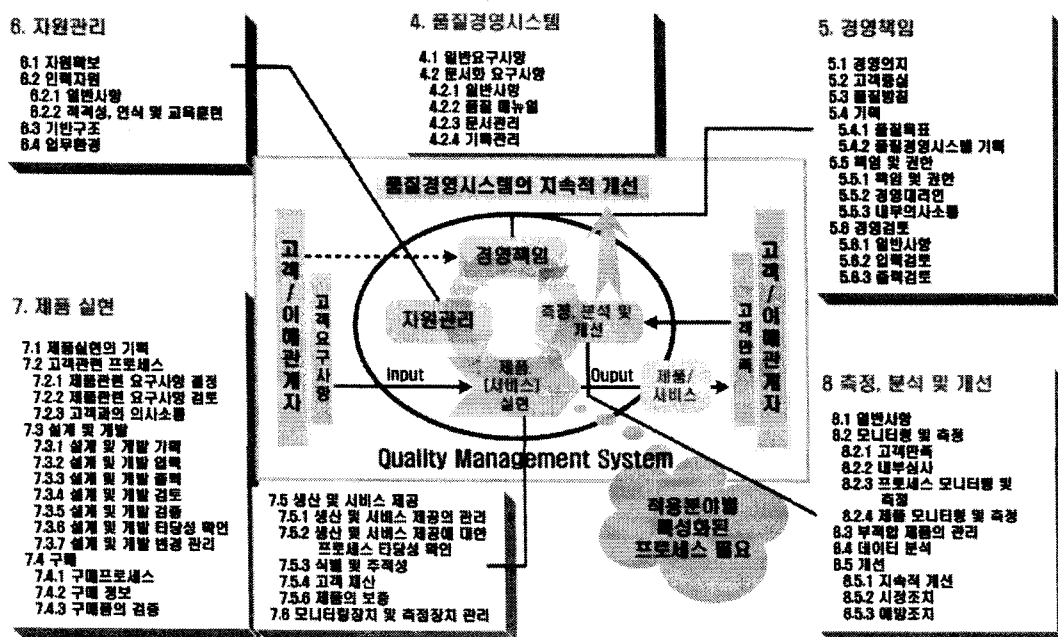 6. 자원관리
6.1 자원확보
6.2 인력자원
6.2.1 일반사항
6.2.2 적격성, 인식 및 교육훈련
6.3 기반구조
6.4 업무환경
4. 품질경영시스템
4.1 일반요구사항
4.2 문서화 요구사항
4.2.1 일반사항
4.2.2 품질 매뉴얼
4.2.3 문서관리
4.2.4 기록관리
5. 경영책임
5.1 경영의지
5.2 고객중심
5.3 품질방침
5.4 기획
5.4.1 품질목표
5.4.2 품질경영시스템 기획
5.5 책임 및 권한
5.5.1 책임 및 권한
5.5.2 경영대리인
5.5.3 내부의사소통
5.6 경영검토
5.6.1 일반사항
5.6.2 입력검토
5.6.3 출력검토
품질경영시스템의 지속적 개선
고객/이해관계자
고객요구사항
경영책임
자원관리
측정, 분석 및
개선
제품
[서비스]
실현
Input
Ouput
제품/
서비스
고객만족
고객/이해관계자
Quality Management System
적용분야별
특성화된
프로세스 필요
7. 제품 실현
7.1 제품실현의 기획
7.2 고객관련 프로세스
7.2.1 제품관련 요구사항 결정
7.2.2 제품관련 요구사항 검토
7.2.3 고객과의 의사소통
7.3 설계 및 개발
7.3.1 설계 및 개발 기획
7.3.2 설계 및 개발 입력
7.3.3 설계 및 개발 출력
7.3.4 설계 및 개발 검토
7.3.5 설계 및 개발 검증
7.3.6 설계 및 개발 타당성 확인
7.3.7 설계 및 개발 변경 관리
7.4 구매
7.4.1 구매프로세스
7.4.2 구매 정보
7.4.3 구매품의 검증
7.5 생산 및 서비스 제공
7.5.1 생산 및 서비스 제공의 관리
7.5.2 생산 및 서비스 제공에 대한
프로세스 타당성 확인
7.5.3 식별 및 추적성
7.5.4 고객 재산
7.5.6 제품의 보존
7.6 모니터링장치 및 측정장치 관리
8 측정, 분석 및 개선
8.1 일반사항
8.2 모니터링 및 측정
8.2.1 고객만족
8.2.2 내부심사
8.2.3 프로세스 모니터링 및
측정
8.2.4 제품 모니터링 및 측정
8.3 부적합 제품의 관리
8.4 데이터 분석
8.5 개선
8.5.1 지속적 개선
8.5.2 시정조치
8.5.3 예방조치